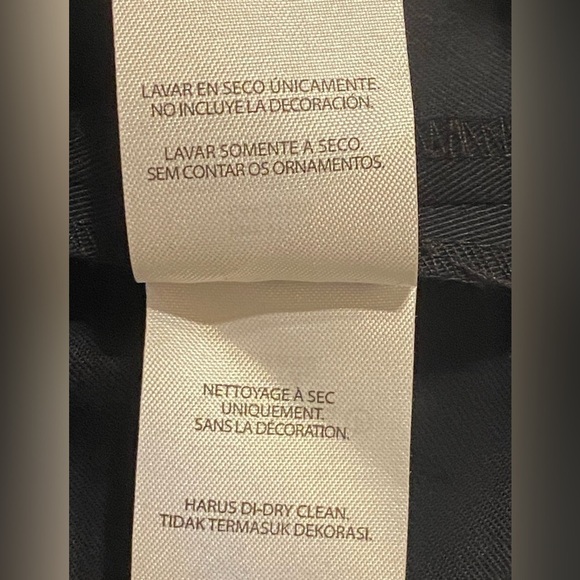 LAVAR EN SECO ÚNICAMENTE.
NO INCLUYE LA DECORACIÓN.
LAVAR SOMENTE A SECO.
SEM CONTAR OS ORNAMENTOS.
NETTOYAGE À SEC
UNIQUEMENT.
SANS LA DÉCORATION.
HARUS DI-DRY CLEAN.
TIDAK TERMASUK DEKORASI.